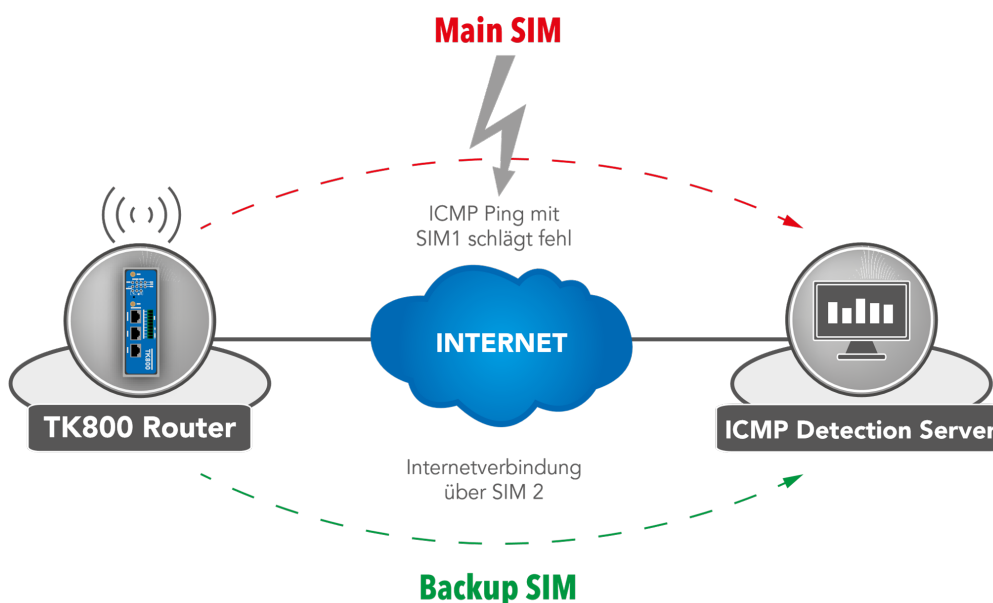 Main SIM
ICMP Ping mit
SIM1 schlägt fehl
INTERNET
TK800
TK800 Router
ICMP Detection Server
Internetverbindung
über SIM 2
Backup SIM